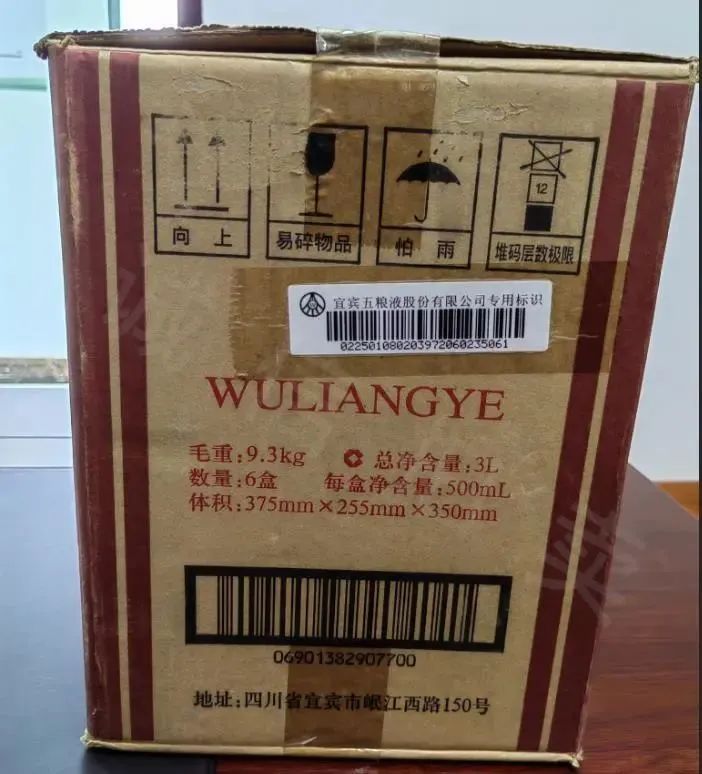 向上 易碎物品 怕雨 堆码层数极限
12
宜宾五粮液股份有限公司专用标识
02250108020397206023506​1
WULIANGYE
毛重:9.3kg 总净含量:3L
数量:6盒 每盒净含量:500mL
体积:375mm×255mm×350mm
06901382907700
地址:四川省宜宾市岷江西路150号